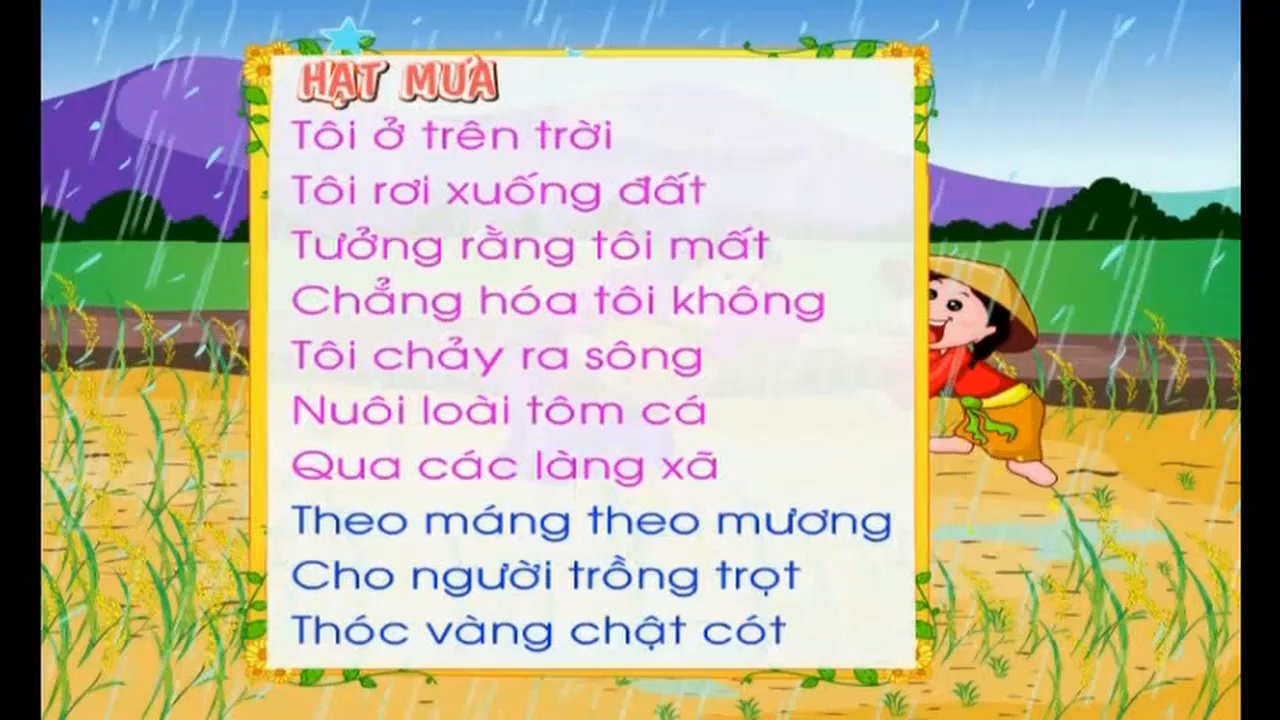 HẠT MƯA
Tôi ở trên trời
Tôi rơi xuống đất
Tưởng rằng tôi mất
Chẳng hóa tôi không
Tôi chảy ra sông
Nuôi loài tôm cá
Qua các làng xã
Theo máng theo mương
Cho người trồng trọt
Thóc vàng chật cót